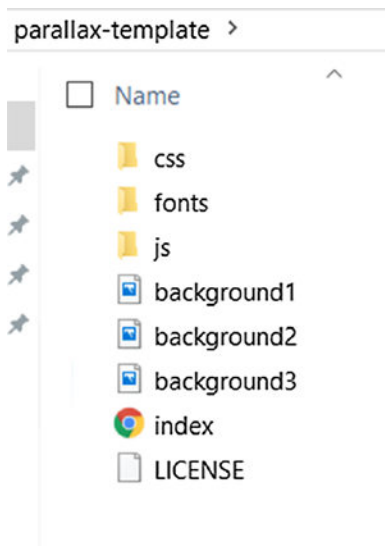 parallax-template >
Name
css
fonts
js
background1
background2
background3
index
LICENSE